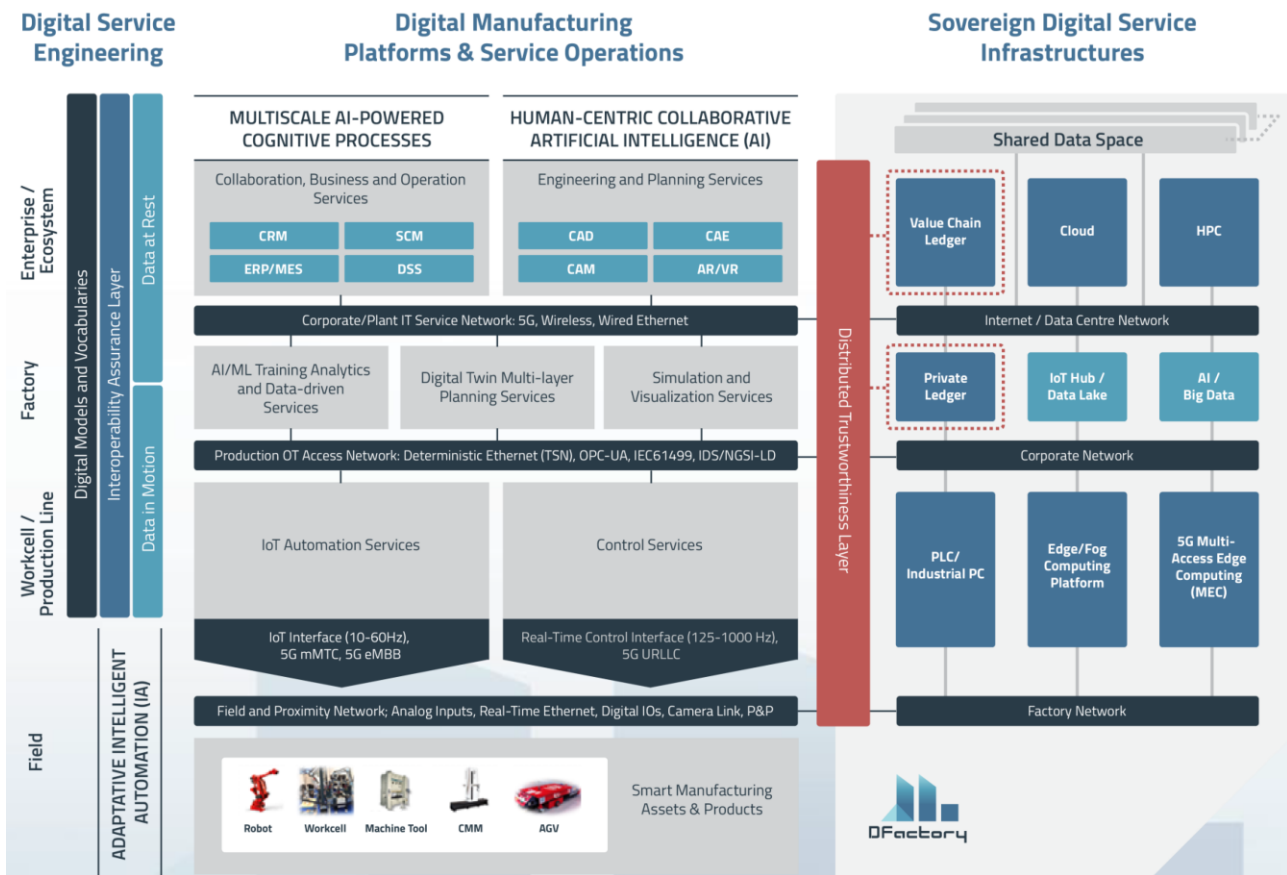 Digital Service
Engineering
Digital Manufacturing
Platforms & Service Operations
Sovereign Digital Service
Infrastructures
Enterprise /
Ecosystem
Factory
Workcell /
Production Line
Field
Digital Models and Vocabularies
Interoperability Assurance Layer
Data at Rest
Data in Motion
ADAPTATIVE INTELLIGENT
AUTOMATION (IA)
MULTISCALE AI-POWERED
COGNITIVE PROCESSES
HUMAN-CENTRIC COLLABORATIVE
ARTIFICIAL INTELLIGENCE (AI)
Collaboration, Business and Operation
Services
CRM
SCM
ERP/MES
DSS
Engineering and Planning Services
CAD
CAE
CAM
AR/VR
Corporate/Plant IT Service Network: 5G, Wireless, Wired Ethernet
AI/ML Training Analytics
and Data-driven
Services
Digital Twin Multi-layer
Planning Services
Simulation and
Visualization Services
Production OT Access Network: Deterministic Ethernet (TSN), OPC-UA, IEC61499, IDS/NGSI-LD
IoT Automation Services
Control Services
IoT Interface (10-60Hz),
5G mMTC, 5G eMBB
Real-Time Control Interface (125-1000 Hz),
5G URLLC
Field and Proximity Network; Analog Inputs, Real-Time Ethernet, Digital IOs, Camera Link, P&P
Robot
Workcell
Machine Tool
CMM
AGV
Smart Manufacturing
Assets & Products
Distributed Trustworthiness Layer
Shared Data Space
Value Chain
Ledger
Cloud
HPC
Internet / Data Centre Network
Private
Ledger
IoT Hub /
Data Lake
AI /
Big Data
Corporate Network
PLC/
Industrial PC
Edge/Fog
Computing
Platform
5G Multi-
Access Edge
Computing
(MEC)
Factory Network
DFactory